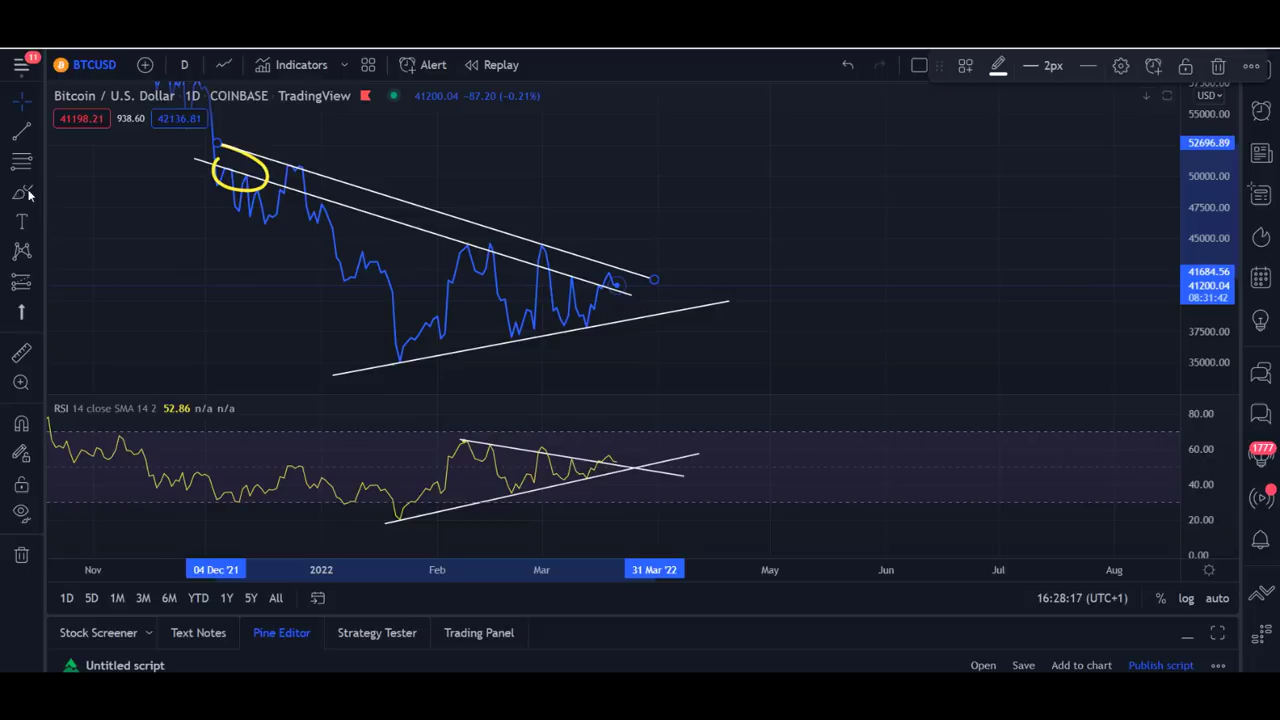 11
BTCUSD D Indicators Alert Replay 2px
Bitcoin / U.S. Dollar · 1D · COINBASE · TradingView 41200.04 −87.20 (−0.21%) USD
41198.21 938.60 42136.81
55000.00
52696.89
50000.00
47500.00
45000.00
41684.56
41200.04
08:31:42
37500.00
35000.00
RSI 14 close SMA 14 2 52.86 n/a n/a
80.00
60.00
1777
40.00
20.00
0.00
Nov 04 Dec '21 2022 Feb Mar 31 Mar '22 May Jun Jul Aug
1D 5D 1M 3M 6M YTD 1Y 5Y All 16:28:17 (UTC+1) % log auto
Stock Screener Text Notes Pine Editor Strategy Tester Trading Panel
Untitled script Open Save Add to chart Publish script